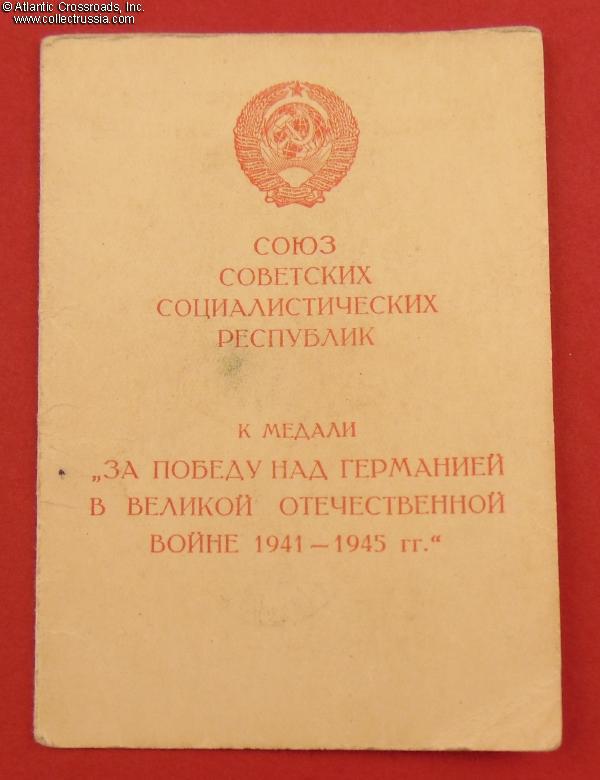 © Atlantic Crossroads, Inc.
www.collectrussia.com
СОЮЗ
СОВЕТСКИХ
СОЦИАЛИСТИЧЕСКИХ
РЕСПУБЛИК
К МЕДАЛИ
„ЗА ПОБЕДУ НАД ГЕРМАНИЕЙ
В ВЕЛИКОЙ ОТЕЧЕСТВЕННОЙ
ВОЙНЕ 1941—1945 гг.“